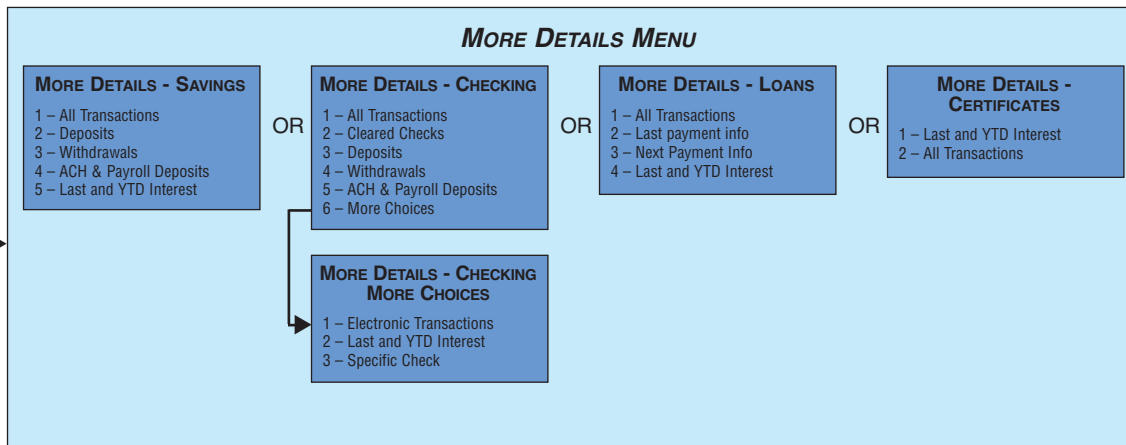 MORE DETAILS MENU
MORE DETAILS - SAVINGS
1 – All Transactions
2 – Deposits
3 – Withdrawals
4 – ACH & Payroll Deposits
5 – Last and YTD Interest
OR
MORE DETAILS - CHECKING
1 – All Transactions
2 – Cleared Checks
3 – Deposits
4 – Withdrawals
5 – ACH & Payroll Deposits
6 – More Choices
OR
MORE DETAILS - LOANS
1 – All Transactions
2 – Last payment info
3 – Next Payment Info
4 – Last and YTD Interest
OR
MORE DETAILS -
CERTIFICATES
1 – Last and YTD Interest
2 – All Transactions
MORE DETAILS - CHECKING
MORE CHOICES
1 – Electronic Transactions
2 – Last and YTD Interest
3 – Specific Check